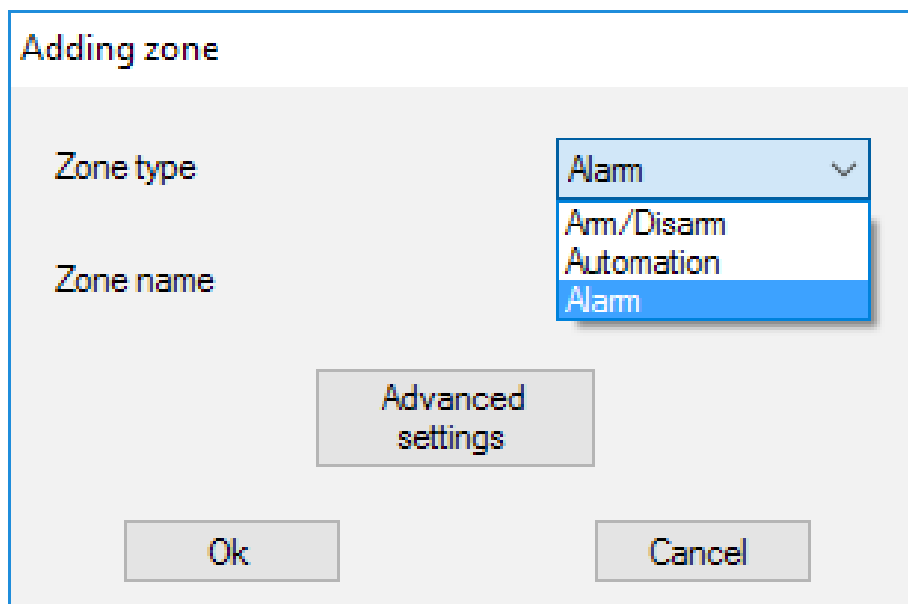 Adding zone
Zone type
Alarm
Arm/Disarm
Automation
Alarm
Zone name
Advanced
settings
Ok
Cancel